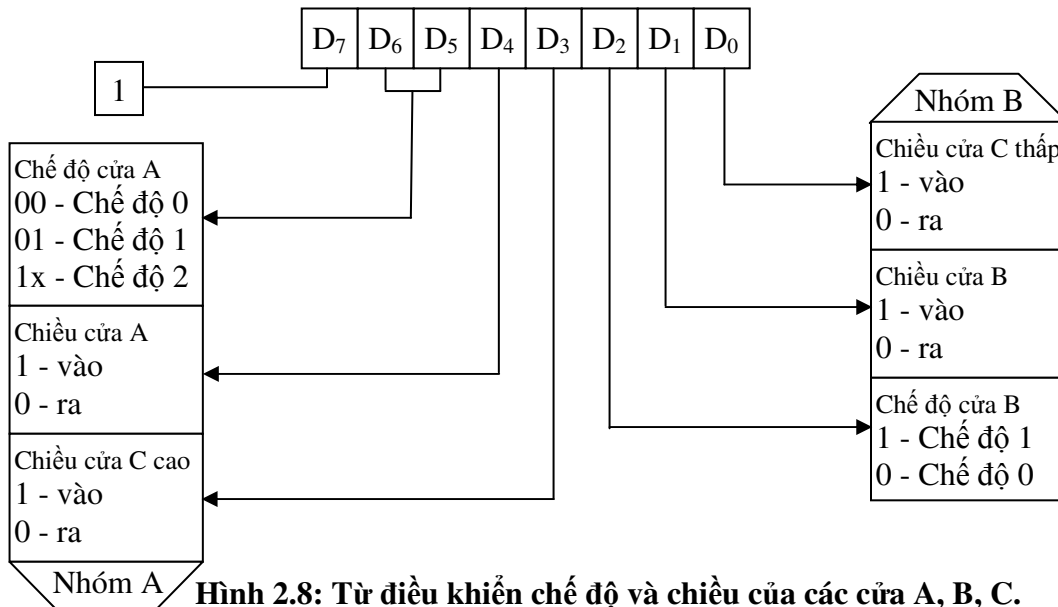 D₇ D₆ D₅ D₄ D₃ D₂ D₁ D₀
1
Chế độ cửa A
00 - Chế độ 0
01 - Chế độ 1
1x - Chế độ 2
Chiều cửa A
1 - vào
0 - ra
Chiều cửa C cao
1 - vào
0 - ra
Nhóm A
Nhóm B
Chiều cửa C thấp
1 - vào
0 - ra
Chiều cửa B
1 - vào
0 - ra
Chế độ cửa B
1 - Chế độ 1
0 - Chế độ 0
Hình 2.8: Từ điều khiển chế độ và chiều của các cửa A, B, C.